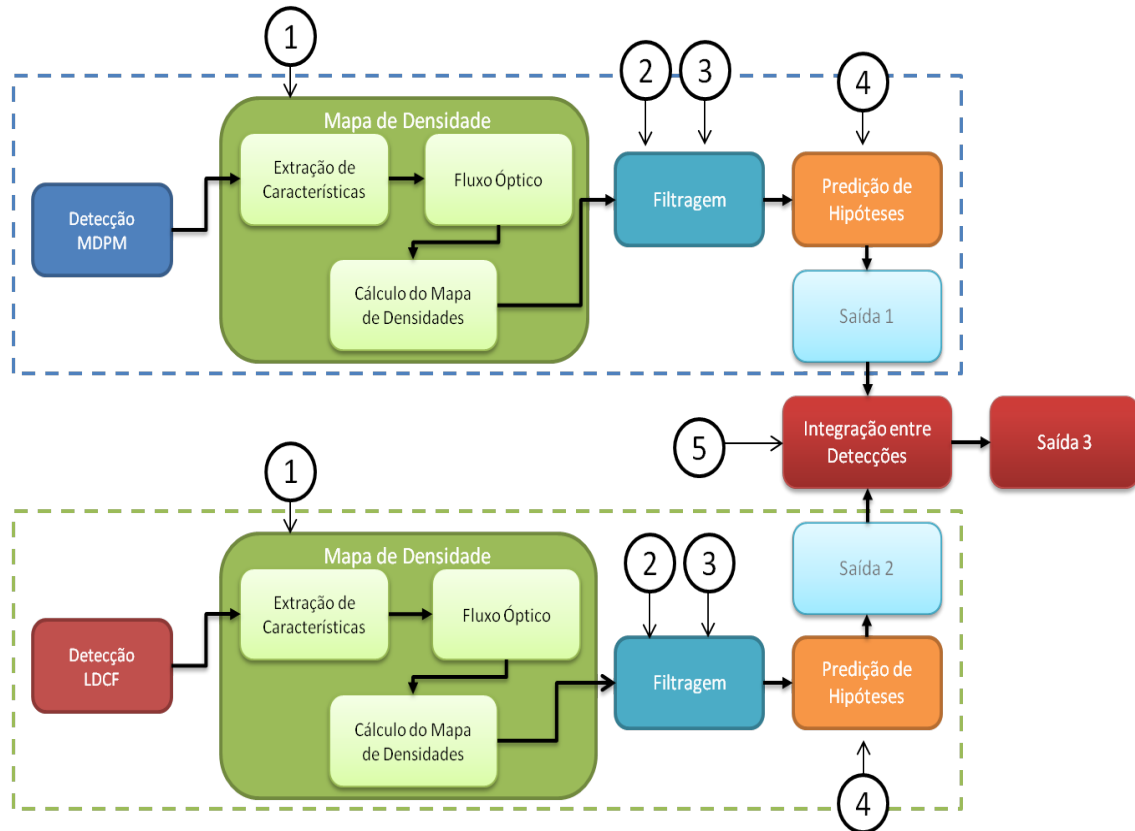 1
2
3
4
Mapa de Densidade
Extração de
Características
Fluxo Óptico
Detecção
MDPM
Filtragem
Predição de
Hipóteses
Cálculo do Mapa
de Densidades
Saída 1
5
Integração entre
Detecções
Saída 3
1
Mapa de Densidade
2
3
Saída 2
Extração de
Características
Fluxo Óptico
Detecção
LDCF
Filtragem
Predição de
Hipóteses
Cálculo do Mapa
de Densidades
4